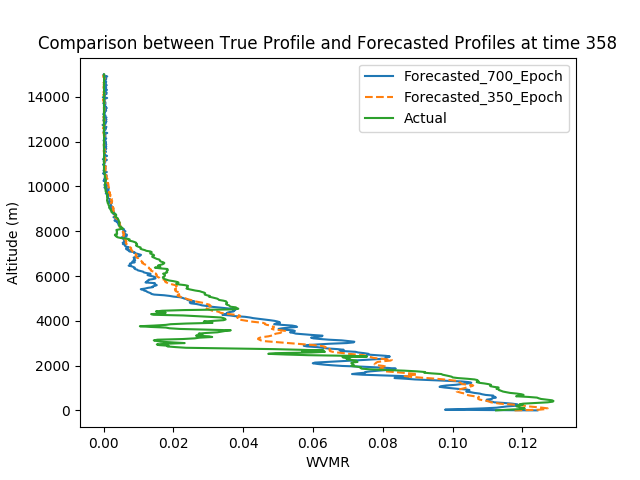 Comparison between True Profile and Forecasted Profiles at time 358
Forecasted_700_Epoch
Forecasted_350_Epoch
Actual
Altitude (m)
14000
12000
10000
8000
6000
4000
2000
0
0.00 0.02 0.04 0.06 0.08 0.10 0.12
WVMR